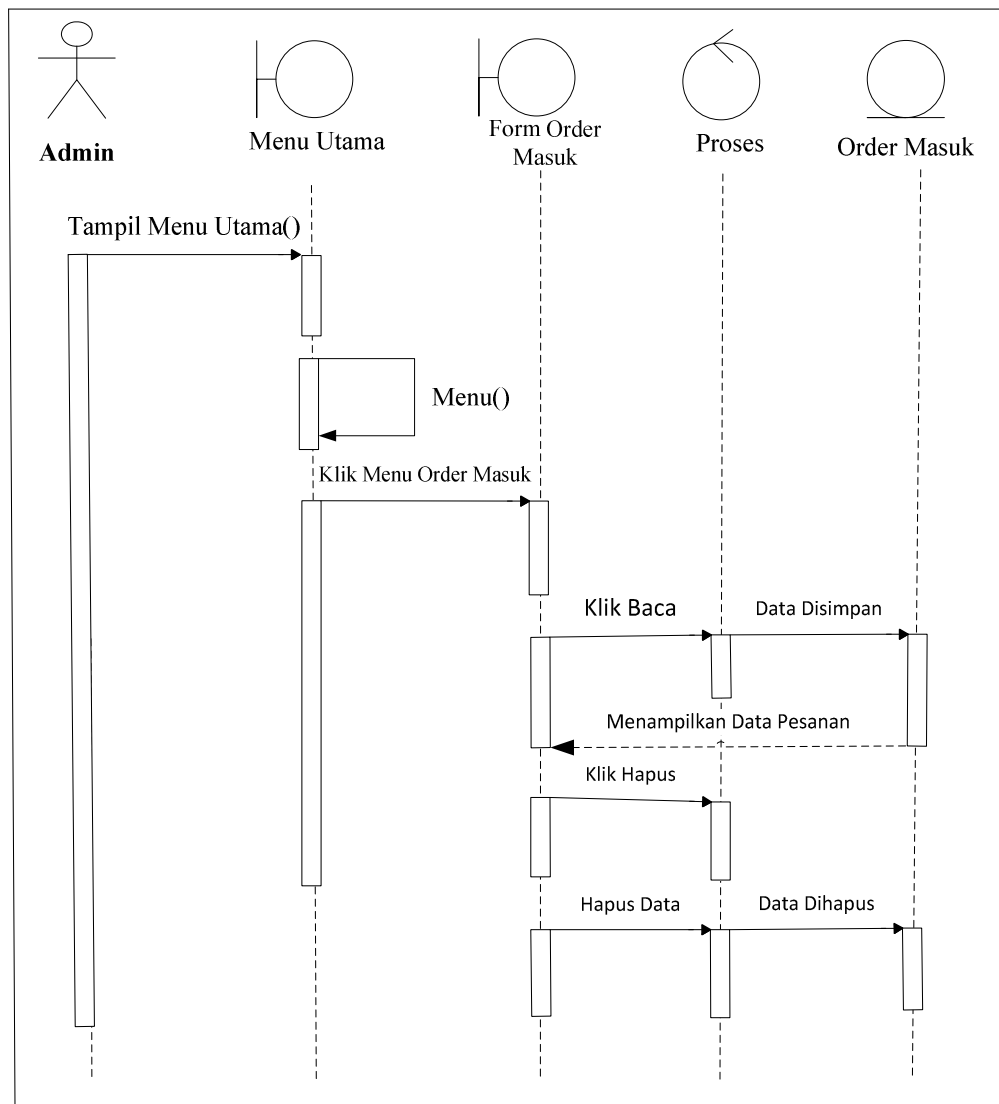 Admin
Menu Utama
Form Order
Masuk
Proses
Order Masuk
Tampil Menu Utama()
Menu()
Klik Menu Order Masuk
Klik Baca
Data Disimpan
Menampilkan Data Pesanan
Klik Hapus
Hapus Data
Data Dihapus